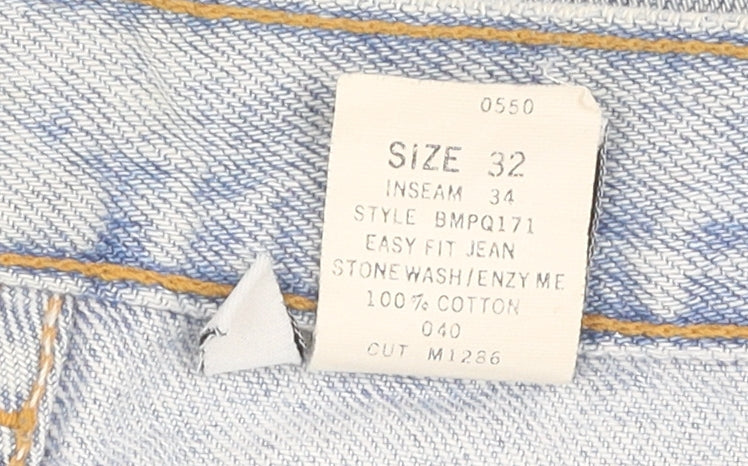 0550
SIZE 32
INSEAM 34
STYLE BMPQ171
EASY FIT JEAN
STONEWASH/ENZYME
100% COTTON
040
CUT M1286